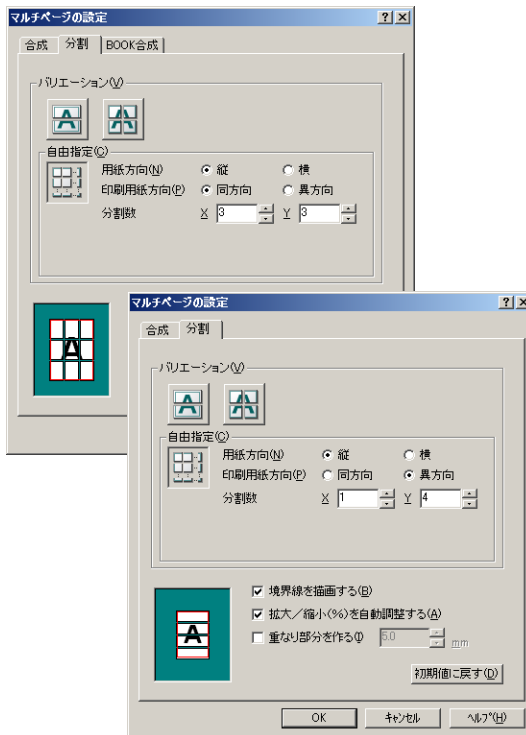 マルチページの設定
合成 分割 BOOK合成
バリエーション(V)
A A
自由指定(C)
用紙方向(N) 縦 横
印刷用紙方向(P) 同方向 異方向
分割数 X 3 Y 3
A
マルチページの設定
合成 分割
バリエーション(V)
A A
自由指定(C)
用紙方向(N) 縦 横
印刷用紙方向(P) 同方向 異方向
分割数 X 1 Y 4
境界線を描画する(B)
拡大/縮小(%)を自動調整する(A)
A
重なり部分を作る(I) 5.0 mm
初期値に戻す(D)
OK キャンセル ヘルプ(H)